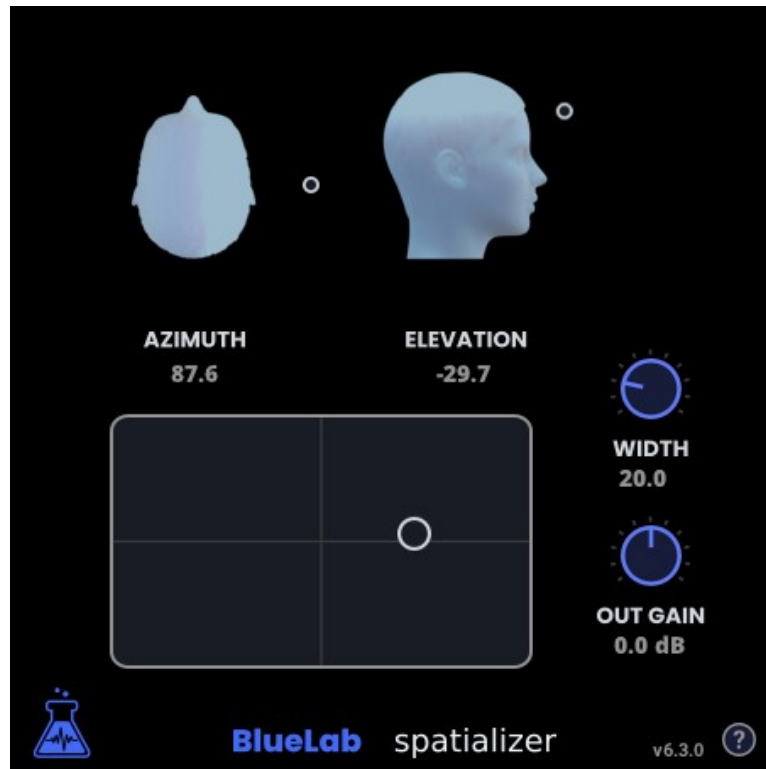 AZIMUTH ELEVATION
87.6 -29.7
WIDTH
20.0
OUT GAIN
0.0 dB
BlueLab spatializer v6.3.0 ?